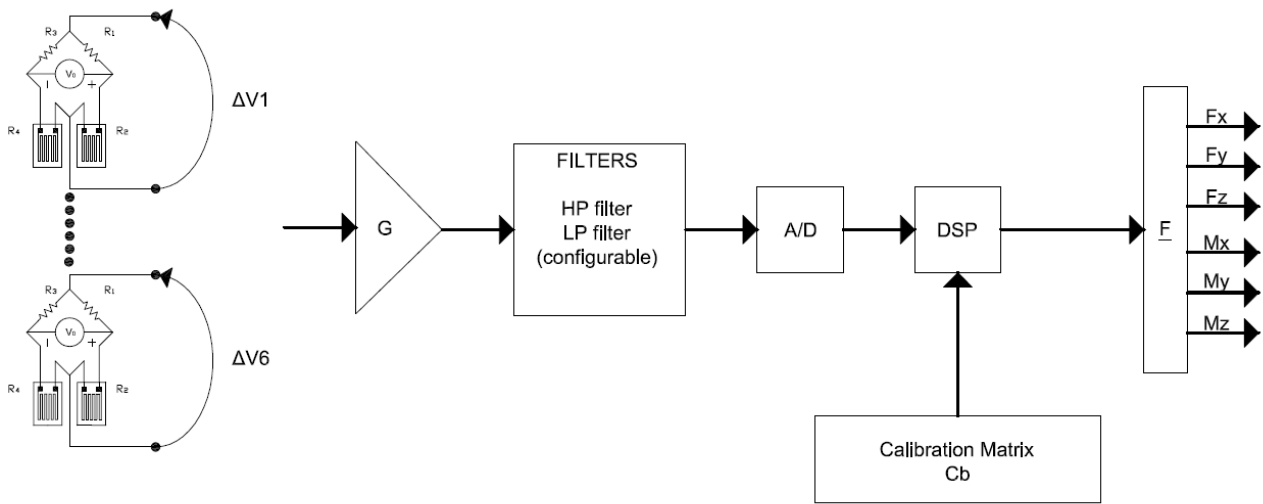 R3
R1
V0
R4
R2
ΔV1
R3
R1
V0
R4
R2
ΔV6
G
FILTERS
HP filter
LP filter
(configurable)
A/D
DSP
Calibration Matrix
Cb
F
Fx
Fy
Fz
Mx
My
Mz